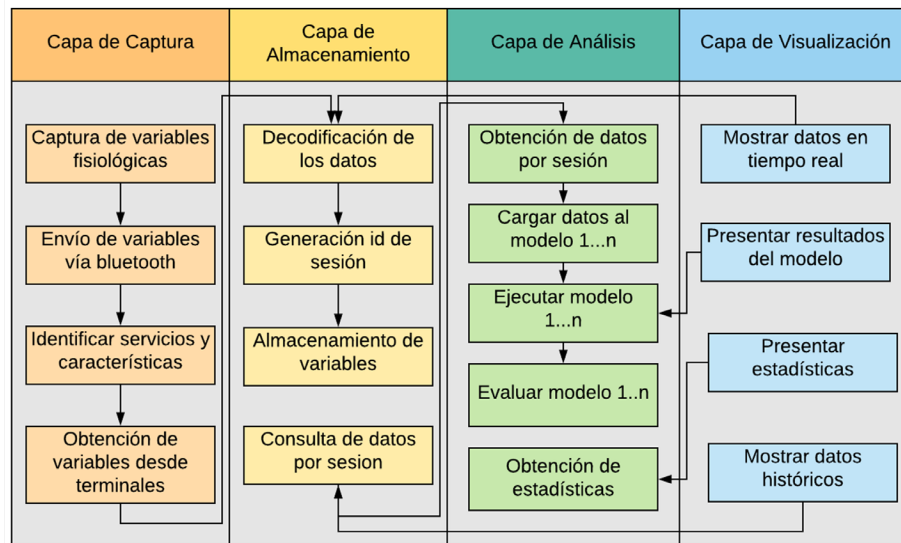 Capa de Captura
Capa de
Almacenamiento
Capa de Análisis
Capa de Visualización
Captura de variables
fisiológicas
Envío de variables
vía bluetooth
Identificar servicios y
características
Obtención de
variables desde
terminales
Decodificación de
los datos
Generación id de
sesión
Almacenamiento de
variables
Consulta de datos
por sesion
Obtención de datos
por sesión
Cargar datos al
modelo 1...n
Ejecutar modelo
1...n
Evaluar modelo 1..n
Obtención de
estadísticas
Mostrar datos en
tiempo real
Presentar resultados
del modelo
Presentar
estadísticas
Mostrar datos
históricos